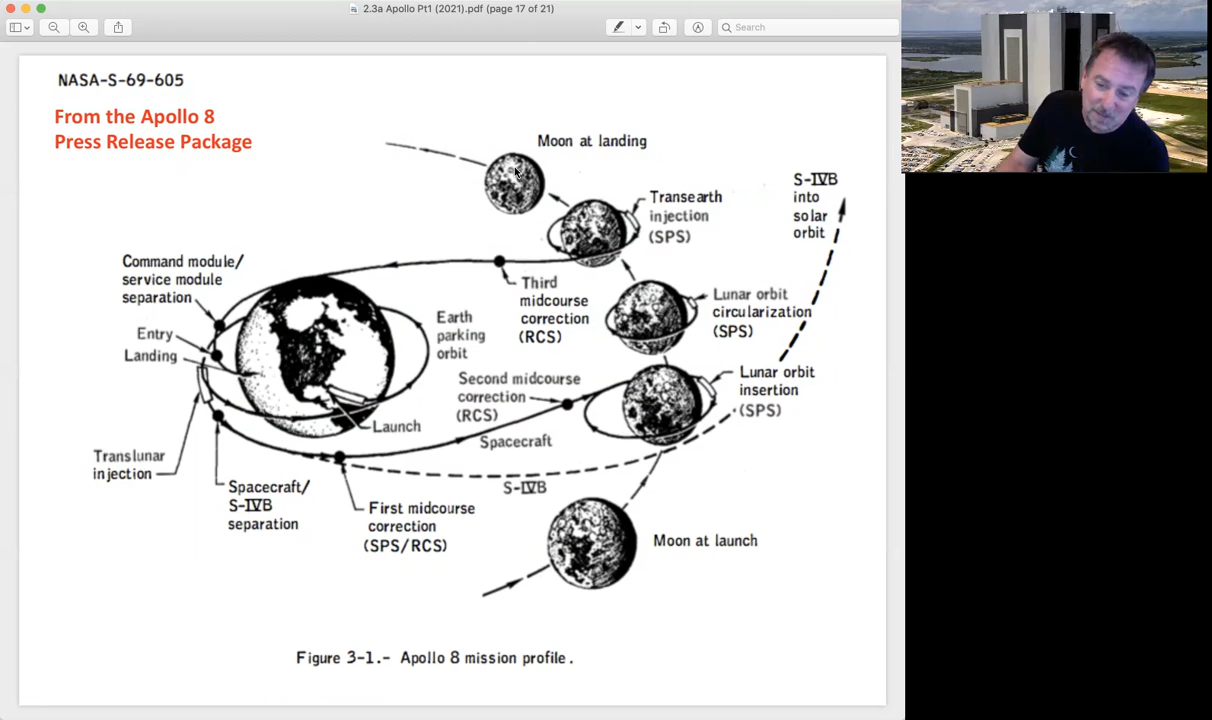 2.3a Apollo Pt1 (2021).pdf (page 17 of 21)
Search
NASA-S-69-605
From the Apollo 8
Press Release Package
Moon at landing
S-IVB
into
solar
orbit
Transearth
injection
(SPS)
Command module/
service module
separation
Third
midcourse
correction
(RCS)
Lunar orbit
circularization
(SPS)
Entry
Landing
Earth
parking
orbit
Second midcourse
correction
(RCS)
Lunar orbit
insertion
(SPS)
Launch
Spacecraft
Translunar
injection
S-IVB
Spacecraft/
S-IVB
separation
First midcourse
correction
(SPS/RCS)
Moon at launch
Figure 3-1.- Apollo 8 mission profile.